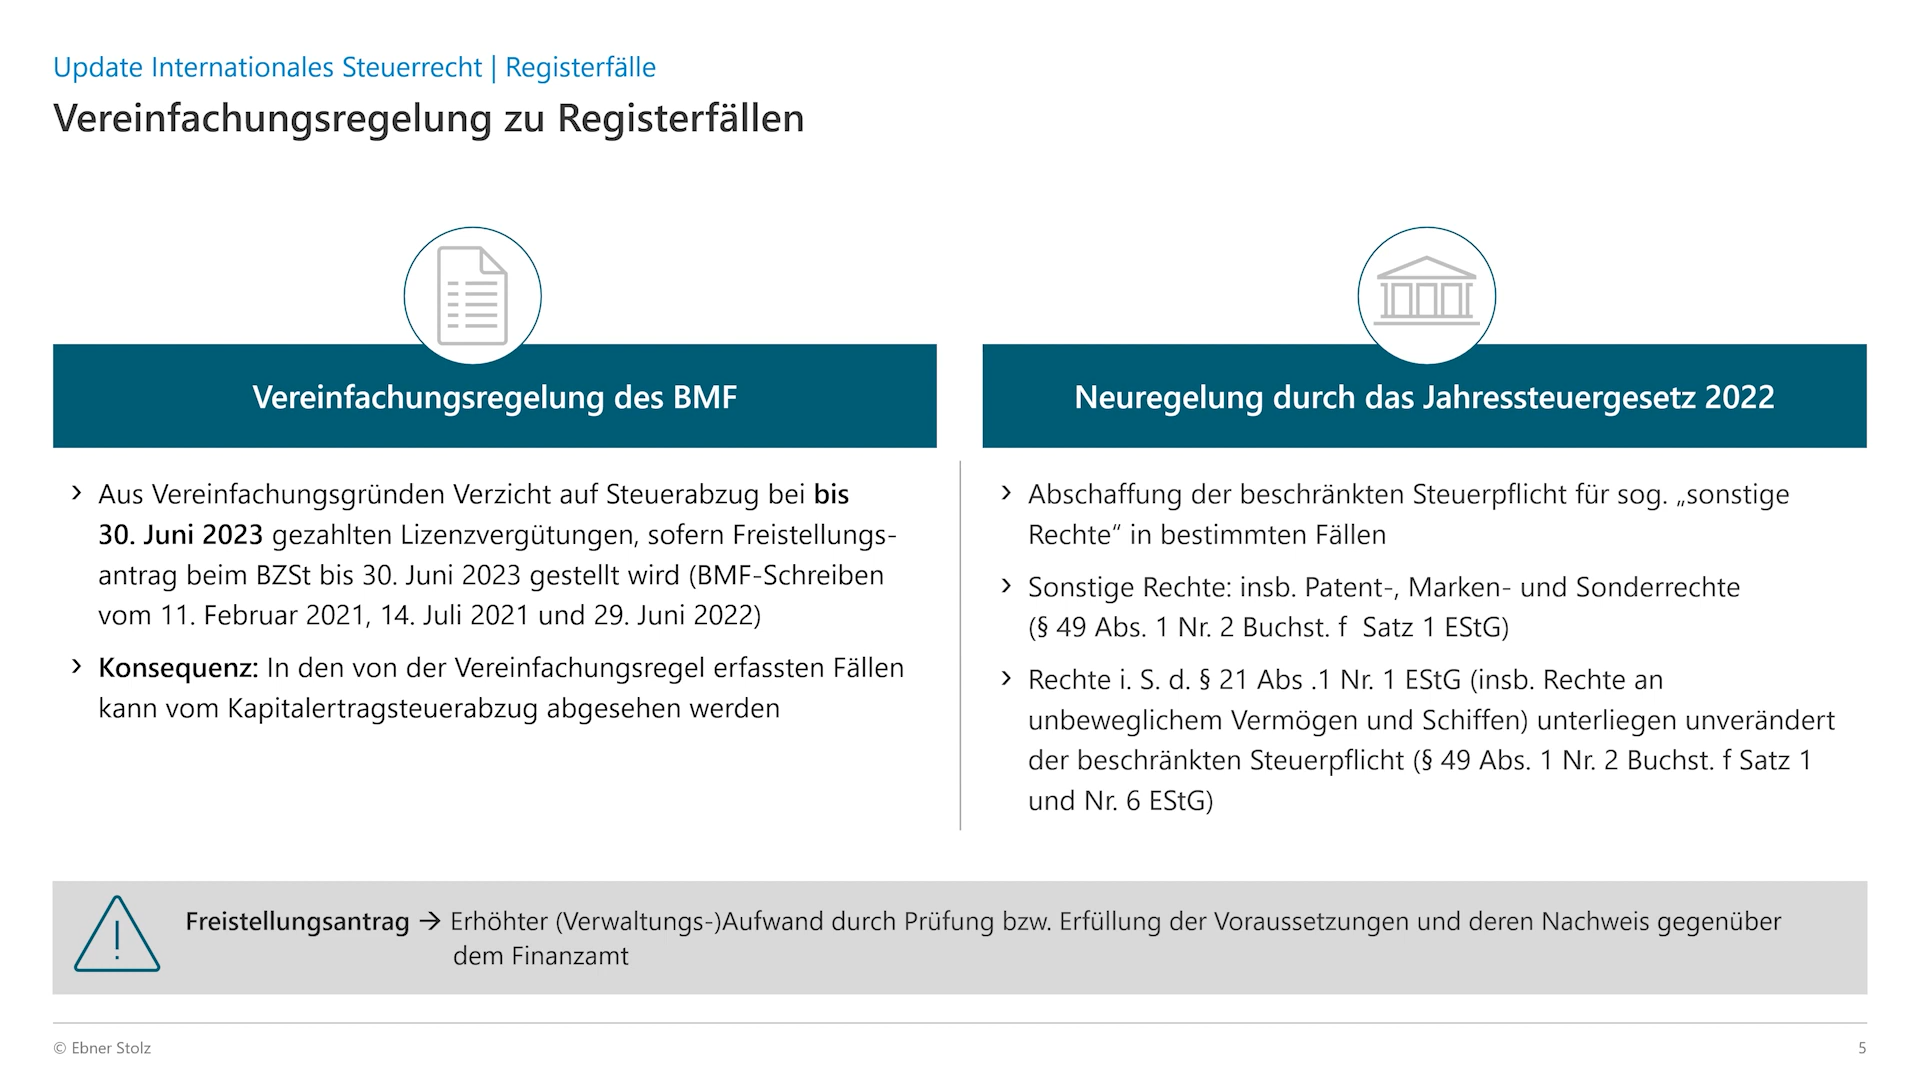 Update Internationales Steuerrecht | Registerfälle
Vereinfachungsregelung zu Registerfällen
Vereinfachungsregelung des BMF
› Aus Vereinfachungsgründen Verzicht auf Steuerabzug bei bis
30. Juni 2023 gezahlten Lizenzvergütungen, sofern Freistellungs-
antrag beim BZSt bis 30. Juni 2023 gestellt wird (BMF-Schreiben
vom 11. Februar 2021, 14. Juli 2021 und 29. Juni 2022)
› Konsequenz: In den von der Vereinfachungsregel erfassten Fällen
kann vom Kapitalertragsteuerabzug abgesehen werden
Neuregelung durch das Jahressteuergesetz 2022
› Abschaffung der beschränkten Steuerpflicht für sog. „sonstige
Rechte“ in bestimmten Fällen
› Sonstige Rechte: insb. Patent-, Marken- und Sonderrechte
(§ 49 Abs. 1 Nr. 2 Buchst. f  Satz 1 EStG)
› Rechte i. S. d. § 21 Abs .1 Nr. 1 EStG (insb. Rechte an
unbeweglichem Vermögen und Schiffen) unterliegen unverändert
der beschränkten Steuerpflicht (§ 49 Abs. 1 Nr. 2 Buchst. f Satz 1
und Nr. 6 EStG)
Freistellungsantrag → Erhöhter (Verwaltungs-)Aufwand durch Prüfung bzw. Erfüllung der Voraussetzungen und deren Nachweis gegenüber
dem Finanzamt
© Ebner Stolz
5